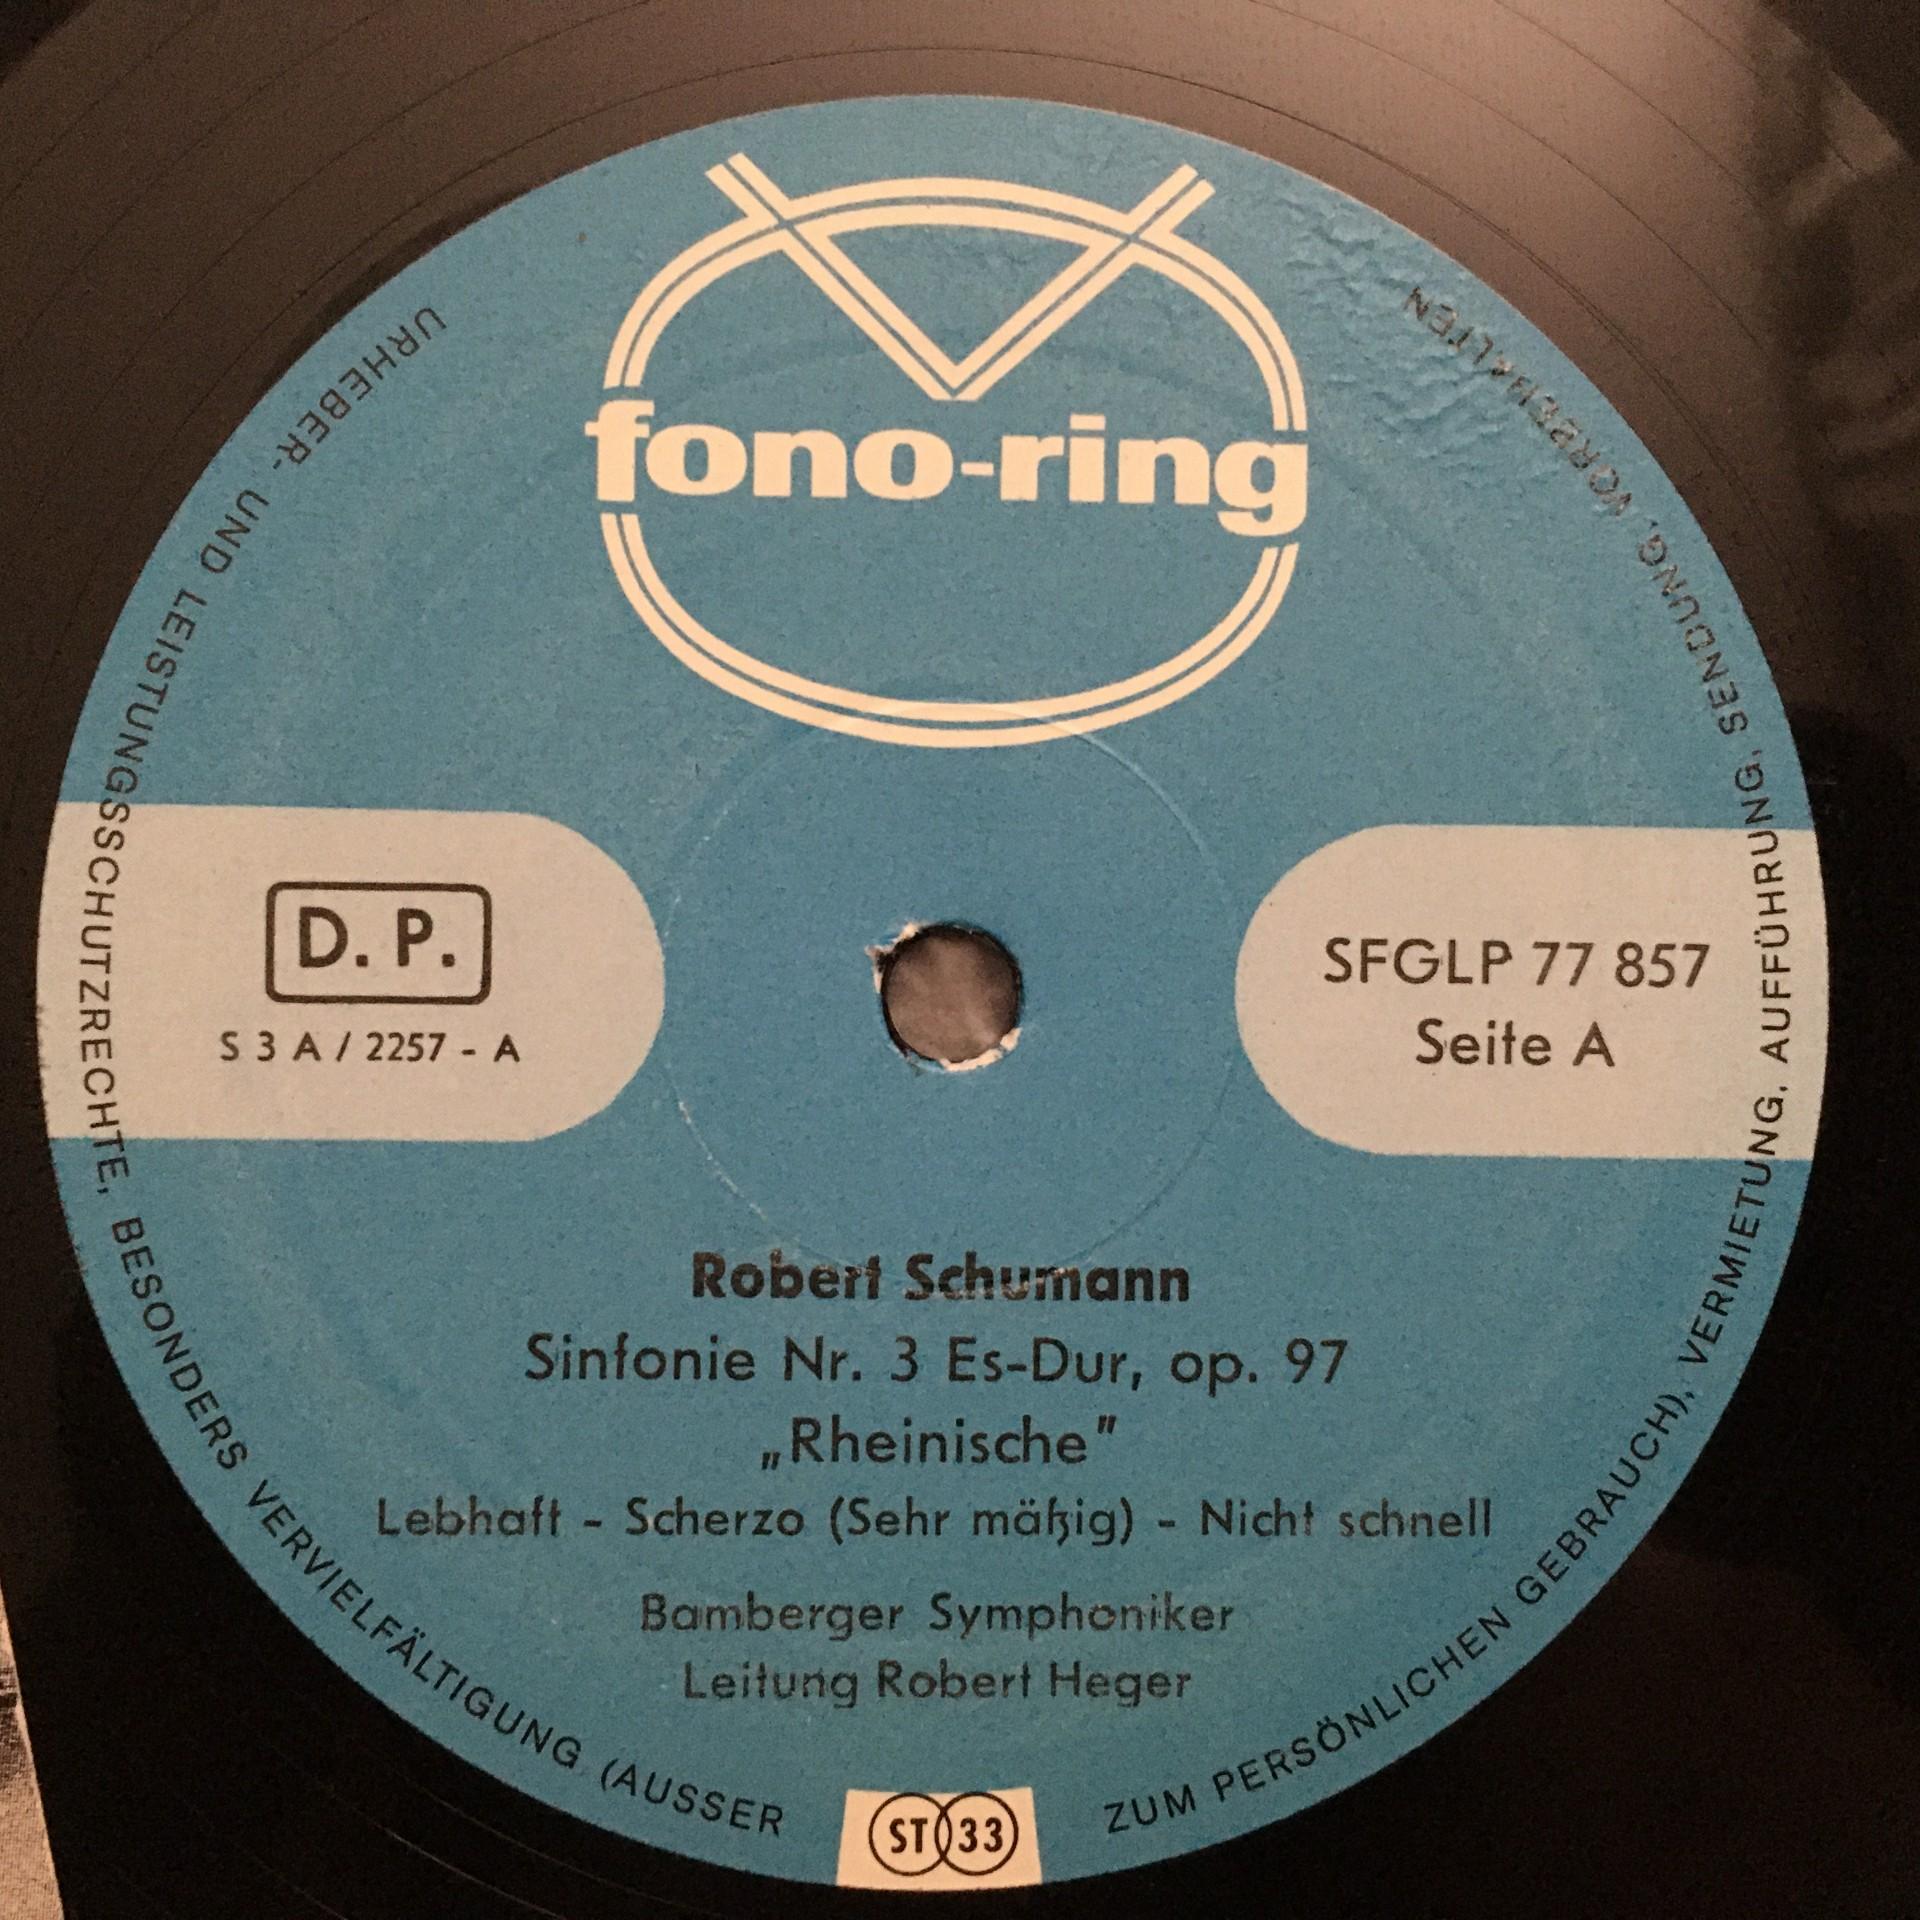 fono-ring
D. P.
S 3 A / 2257 - A
SFGLP 77 857
Seite A
Robert Schumann
Sinfonie Nr. 3 Es-Dur, op. 97
„Rheinische"
Lebhaft - Scherzo (Sehr mäßig) - Nicht schnell
Bamberger Symphoniker
Leitung Robert Heger
ST 33
URHEBER- UND LEISTUNGSSCHUTZRECHTE, BESONDERS VERVIELFÄLTIGUNG (AUSSER ZUM PERSÖNLICHEN GEBRAUCH), VERMIETUNG, AUFFÜHRUNG, SENDUNG, VORBEHALTEN